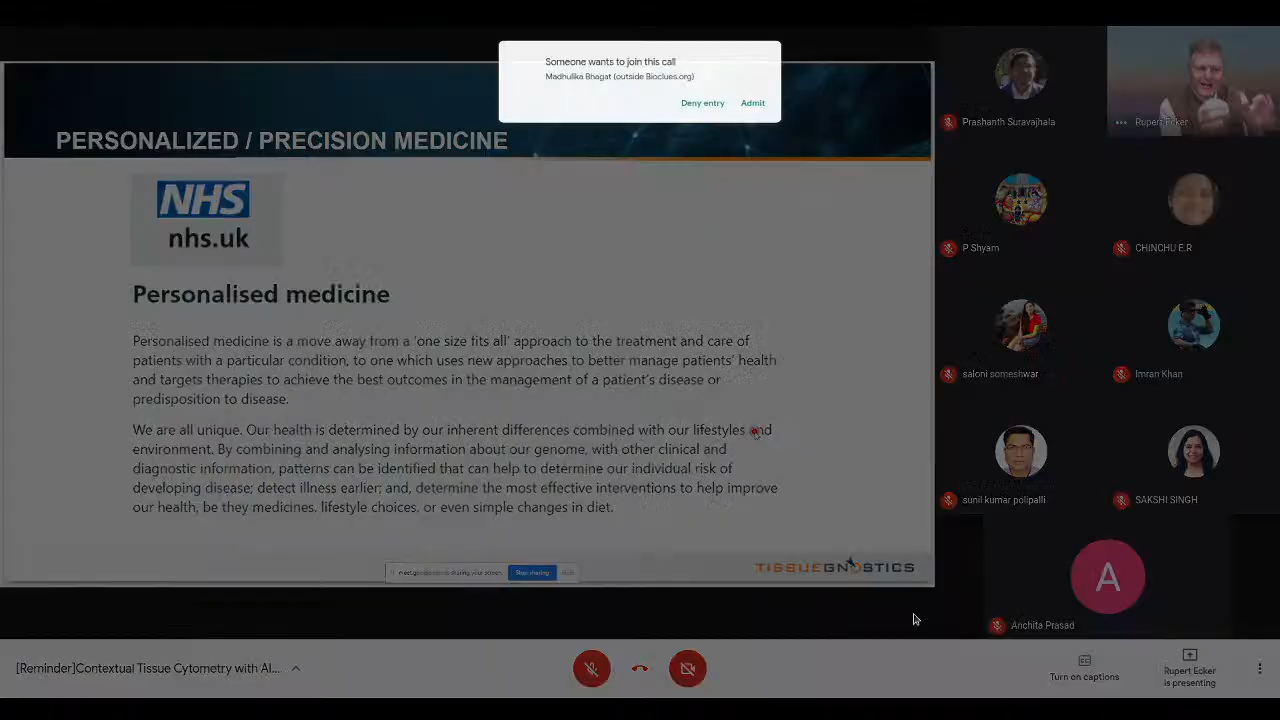 Someone wants to join this call
Madhulika Bhagat (outside Bioclues.org)
Deny entry Admit
PERSONALIZED / PRECISION MEDICINE
NHS
nhs.uk
Personalised medicine
Personalised medicine is a move away from a 'one size fits all' approach to the treatment and care of
patients with a particular condition, to one which uses new approaches to better manage patients' health
and targets therapies to achieve the best outcomes in the management of a patient's disease or
predisposition to disease.
We are all unique. Our health is determined by our inherent differences combined with our lifestyles and
environment. By combining and analysing information about our genome, with other clinical and
diagnostic information, patterns can be identified that can help to determine our individual risk of
developing disease; detect illness earlier; and, determine the most effective interventions to help improve
our health, be they medicines, lifestyle choices, or even simple changes in diet.
sharing your screen.
Stop sharing
Hide
TISSUEGNOSTICS
Prashanth Suravajhala
Rupert Ecker
P Shyam
CHINCHU E.R
saloni someshwar
Imran Khan
sunil kumar polipalli
SAKSHI SINGH
A
Anchita Prasad
[Reminder]Contextual Tissue Cytometry with AI...
Turn on captions
Rupert Ecker
is presenting